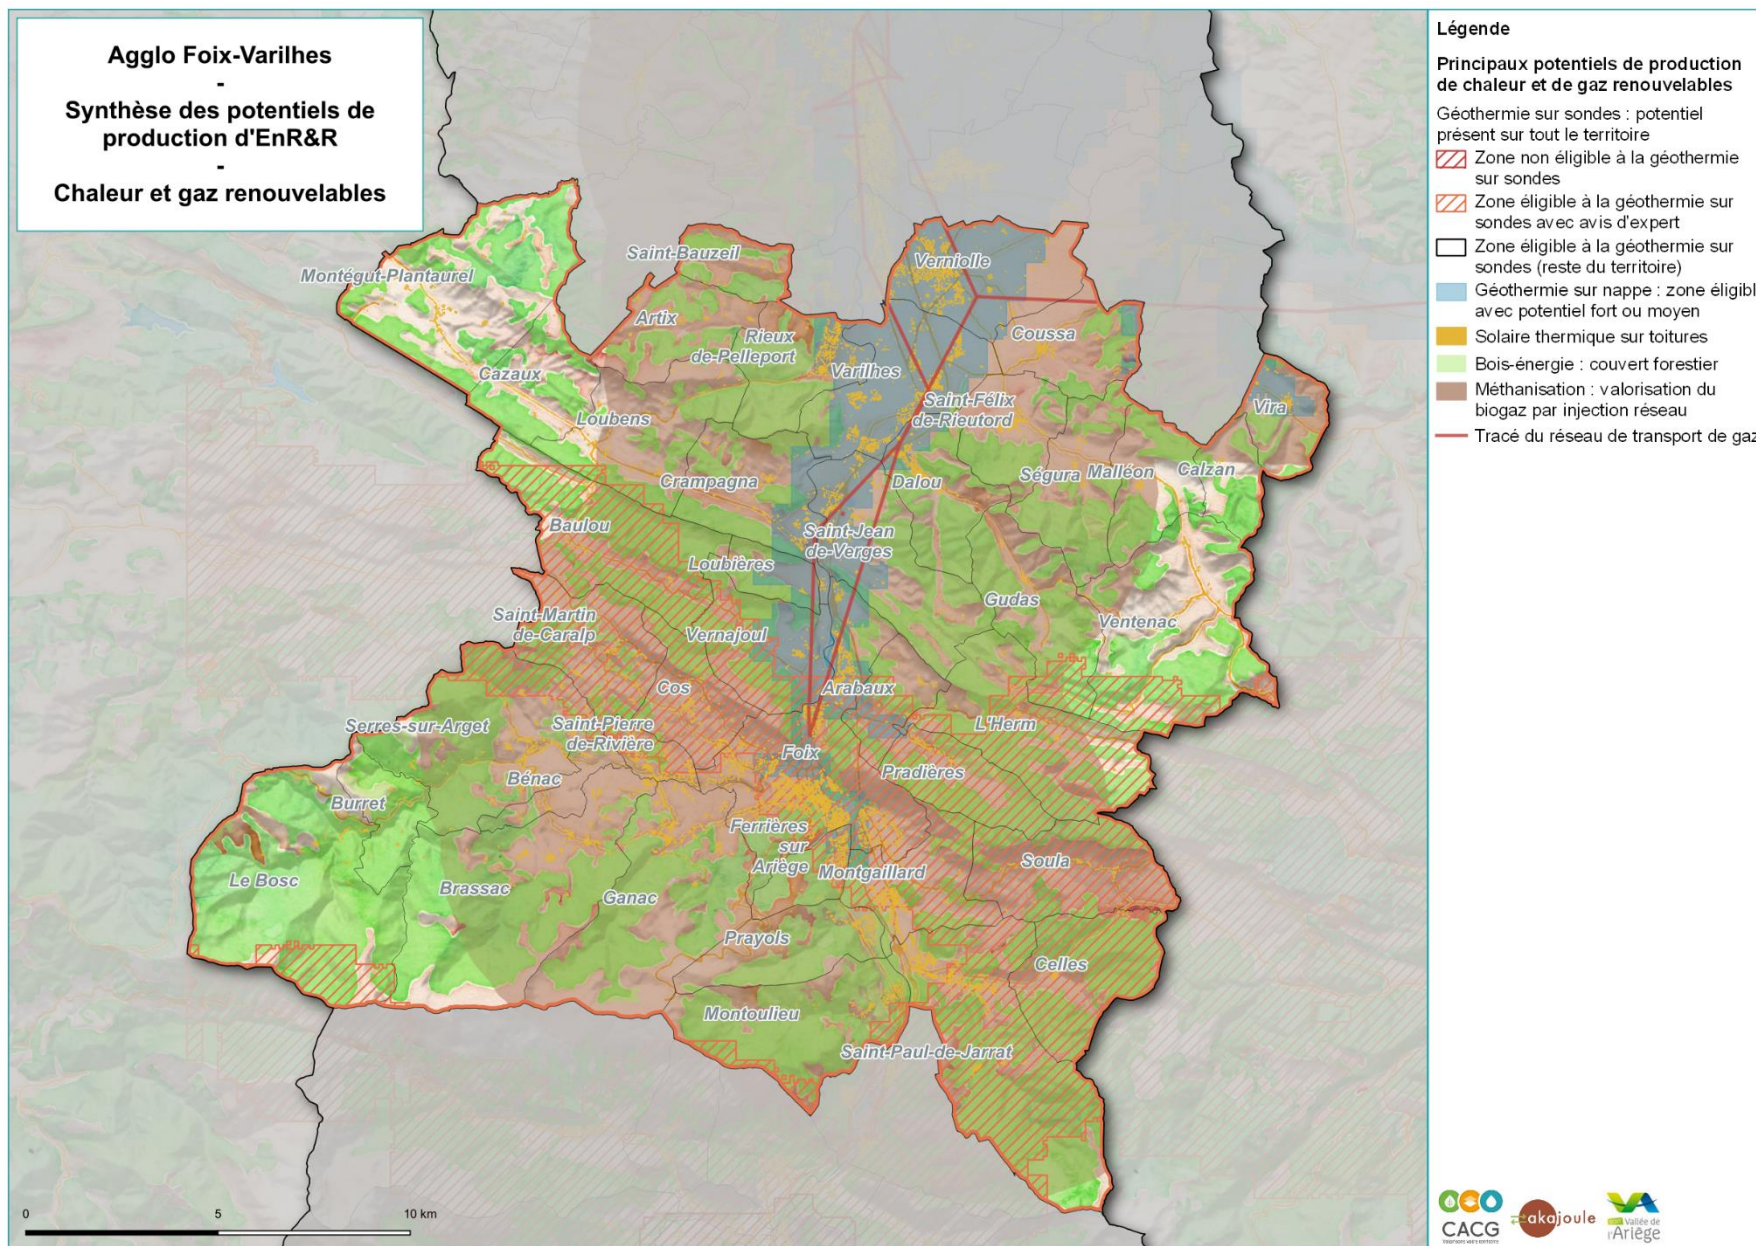 Agglo Foix-Varilhes
-
Synthèse des potentiels de
production d'EnR&R
-
Chaleur et gaz renouvelables
Légende
Principaux potentiels de production
de chaleur et de gaz renouvelables
Géothermie sur sondes : potentiel
présent sur tout le territoire
Zone non éligible à la géothermie
sur sondes
Zone éligible à la géothermie sur
sondes avec avis d'expert
Zone éligible à la géothermie sur
sondes (reste du territoire)
Géothermie sur nappe : zone éligibl
avec potentiel fort ou moyen
Solaire thermique sur toitures
Bois-énergie : couvert forestier
Méthanisation : valorisation du
biogaz par injection réseau
Tracé du réseau de transport de gaz
Saint-Bauzeil
Verniolle
Montégut-Plantaurel
Artix
Rieux
de-Pelleport
Coussa
Varilhes
Cazaux
Saint-Félix
de-Rieutord
Vira
Loubens
Crampagna
Dalou
Ségura
Malléon
Calzan
Baulou
Saint-Jean
de-Verges
Loubières
Gudas
Saint-Martin
de-Caralp
Vernajoul
Ventenac
Cos
Arabaux
Serres-sur-Arget
Saint-Pierre
de-Rivière
L'Herm
Foix
Bénac
Pradières
Burret
Ferrières
sur
Ariège
Le Bosc
Brassac
Ganac
Montgaillard
Soula
Prayols
Celles
Montoulieu
Saint-Paul-de-Jarrat
0
5
10 km
CACG
akajoule
Vallée de
l'Ariège